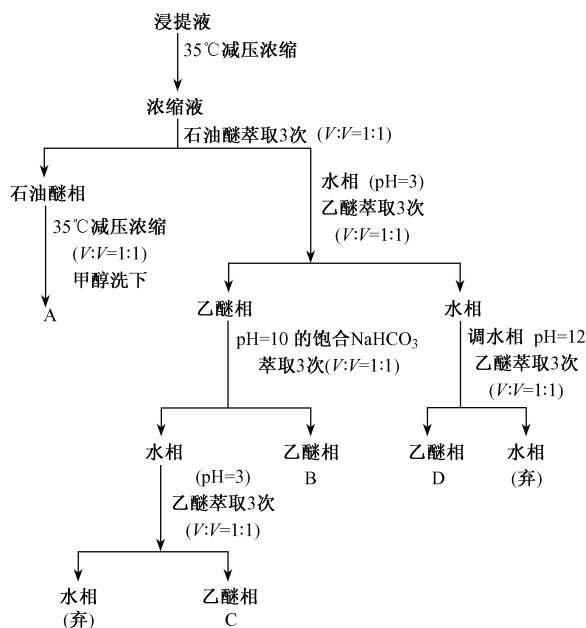 浸提液
35℃减压浓缩
浓缩液
石油醚萃取3次 (V:V=1:1)
石油醚相
35℃减压浓缩
(V:V=1:1)
甲醇洗下
A
水相 (pH=3)
乙醚萃取3次
(V:V=1:1)
乙醚相
水相
pH=10 的饱合NaHCO₃
萃取3次(V:V=1:1)
调水相 pH=12
乙醚萃取3次
(V:V=1:1)
水相
乙醚相
B
乙醚相
D
水相
(弃)
(pH=3)
乙醚萃取3次
(V:V=1:1)
水相
(弃)
乙醚相
C